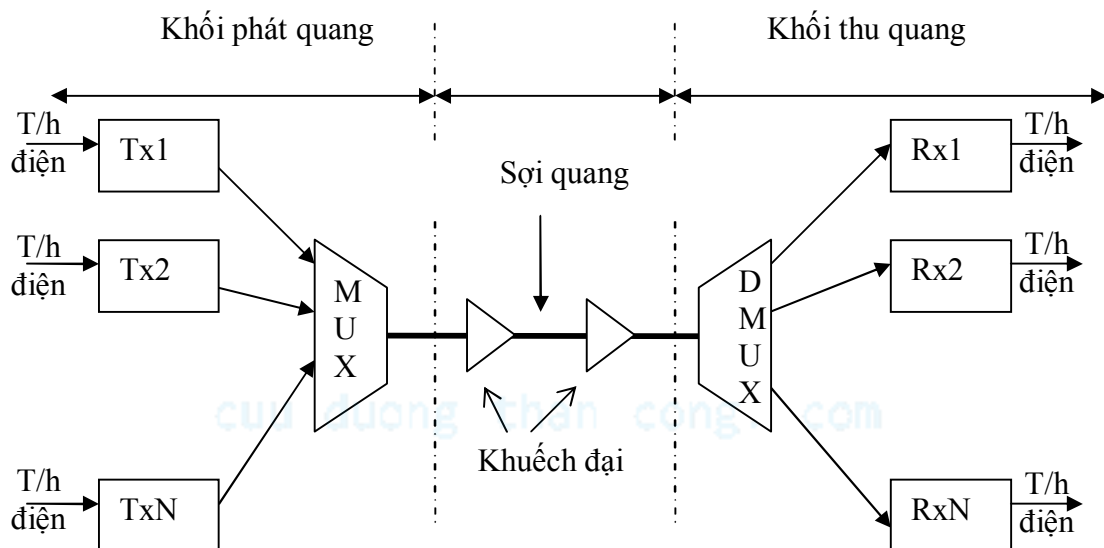 Khối phát quang
Khối thu quang
T/h
điện
Tx1
Sợi quang
Rx1
T/h
điện
T/h
điện
Tx2
Rx2
T/h
điện
M
U
X
D
M
U
X
cuu duong than cong. com
Khuếch đại
T/h
điện
TxN
RxN
T/h
điện